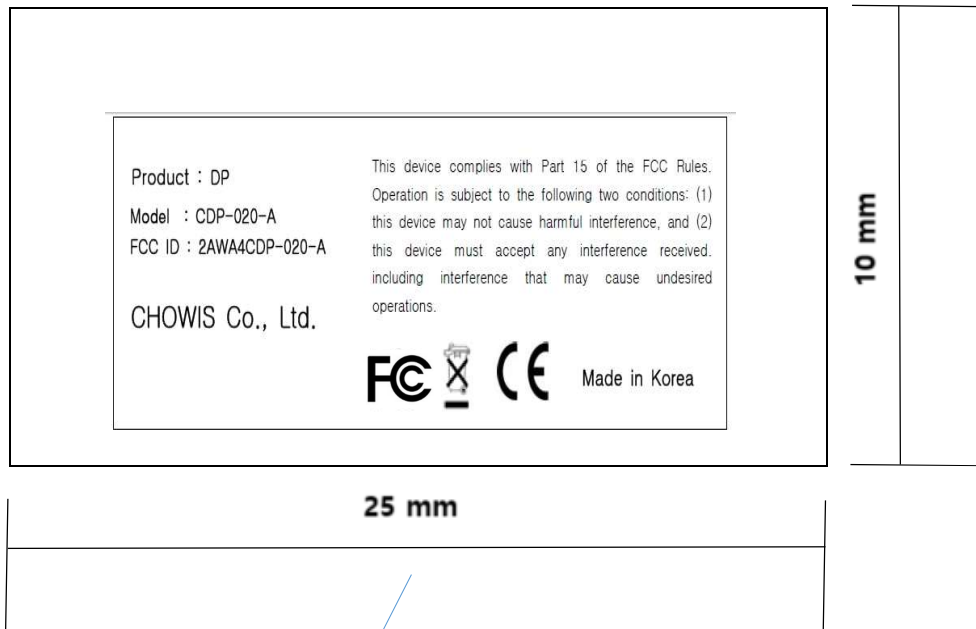 Product : DP
Model : CDP-020-A
FCC ID : 2AWA4CDP-020-A
CHOWIS Co., Ltd.
This device complies with Part 15 of the FCC Rules.
Operation is subject to the following two conditions: (1)
this device may not cause harmful interference, and (2)
this device must accept any interference received.
including interference that may cause undesired
operations.
FC CE Made in Korea
10 mm
25 mm